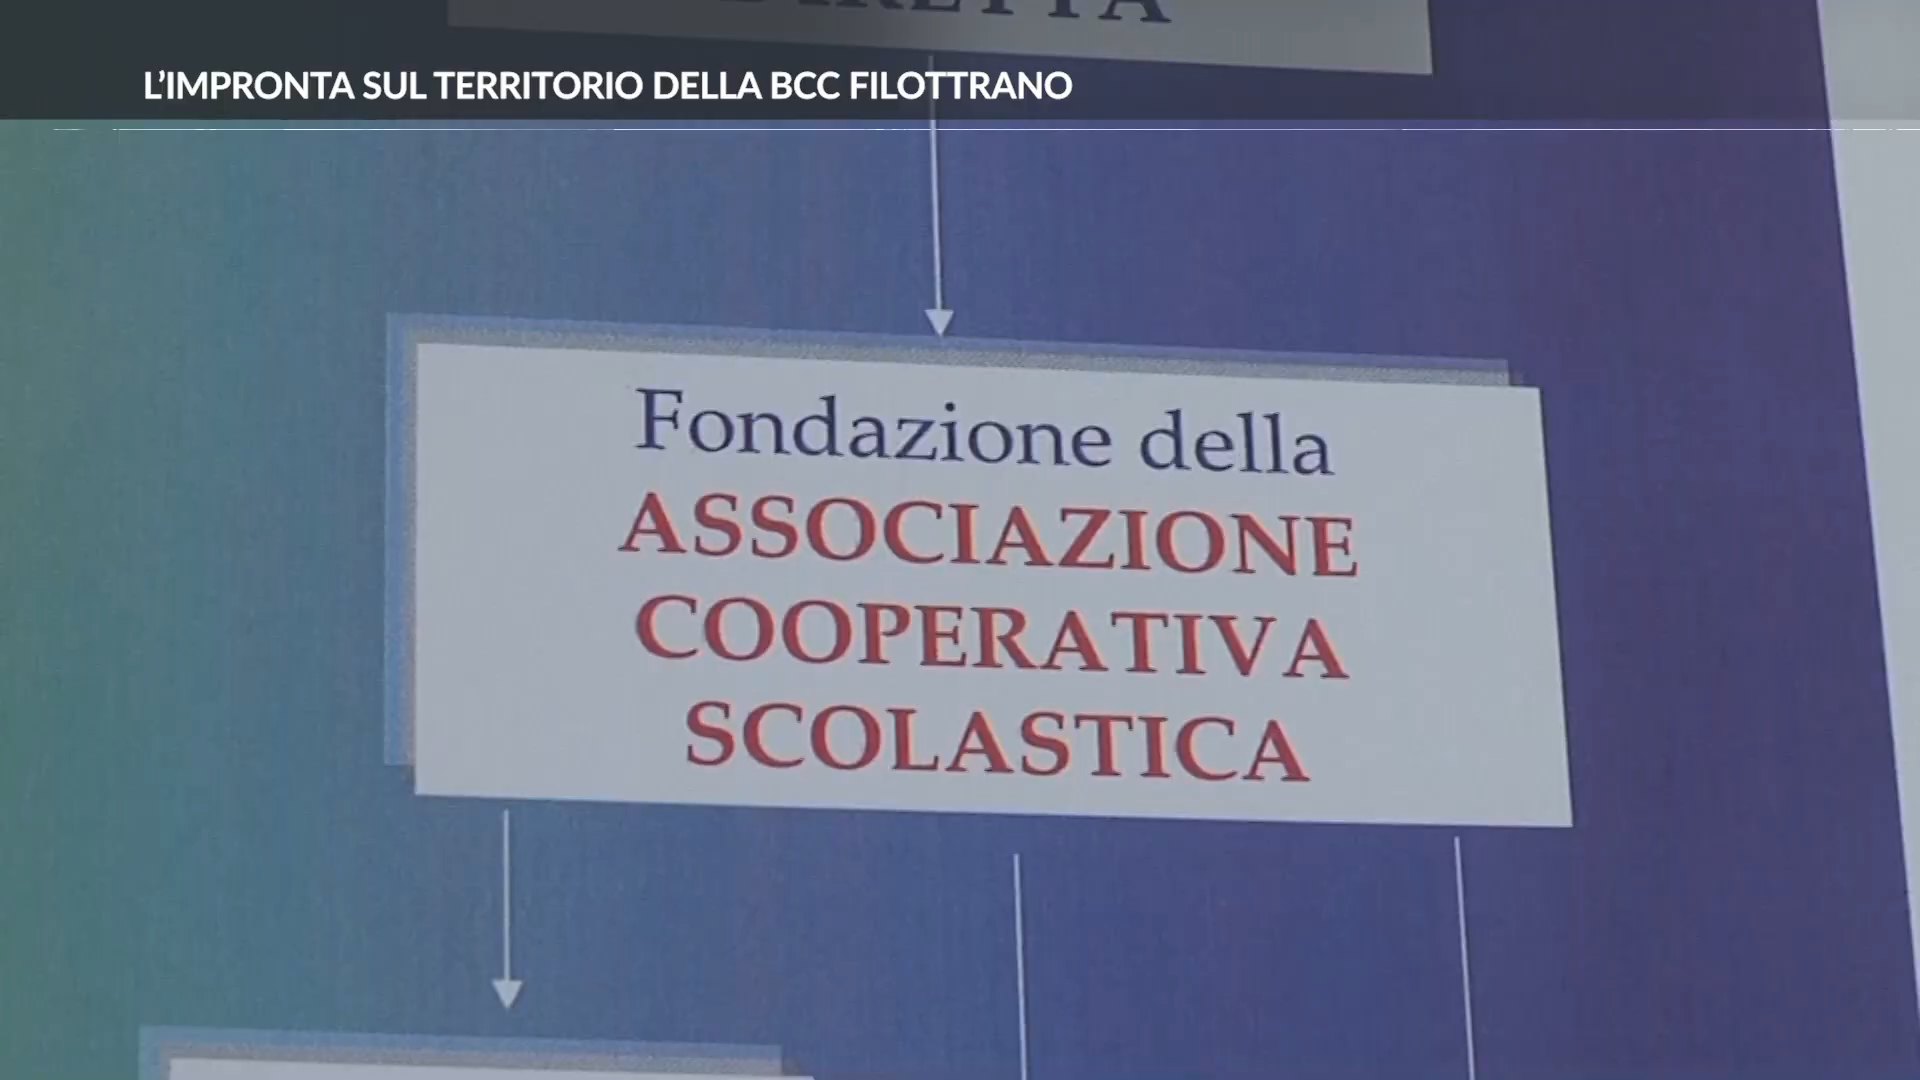 L'IMPRONTA SUL TERRITORIO DELLA BCC FILOTTRANO
Fondazione della
ASSOCIAZIONE
COOPERATIVA
SCOLASTICA